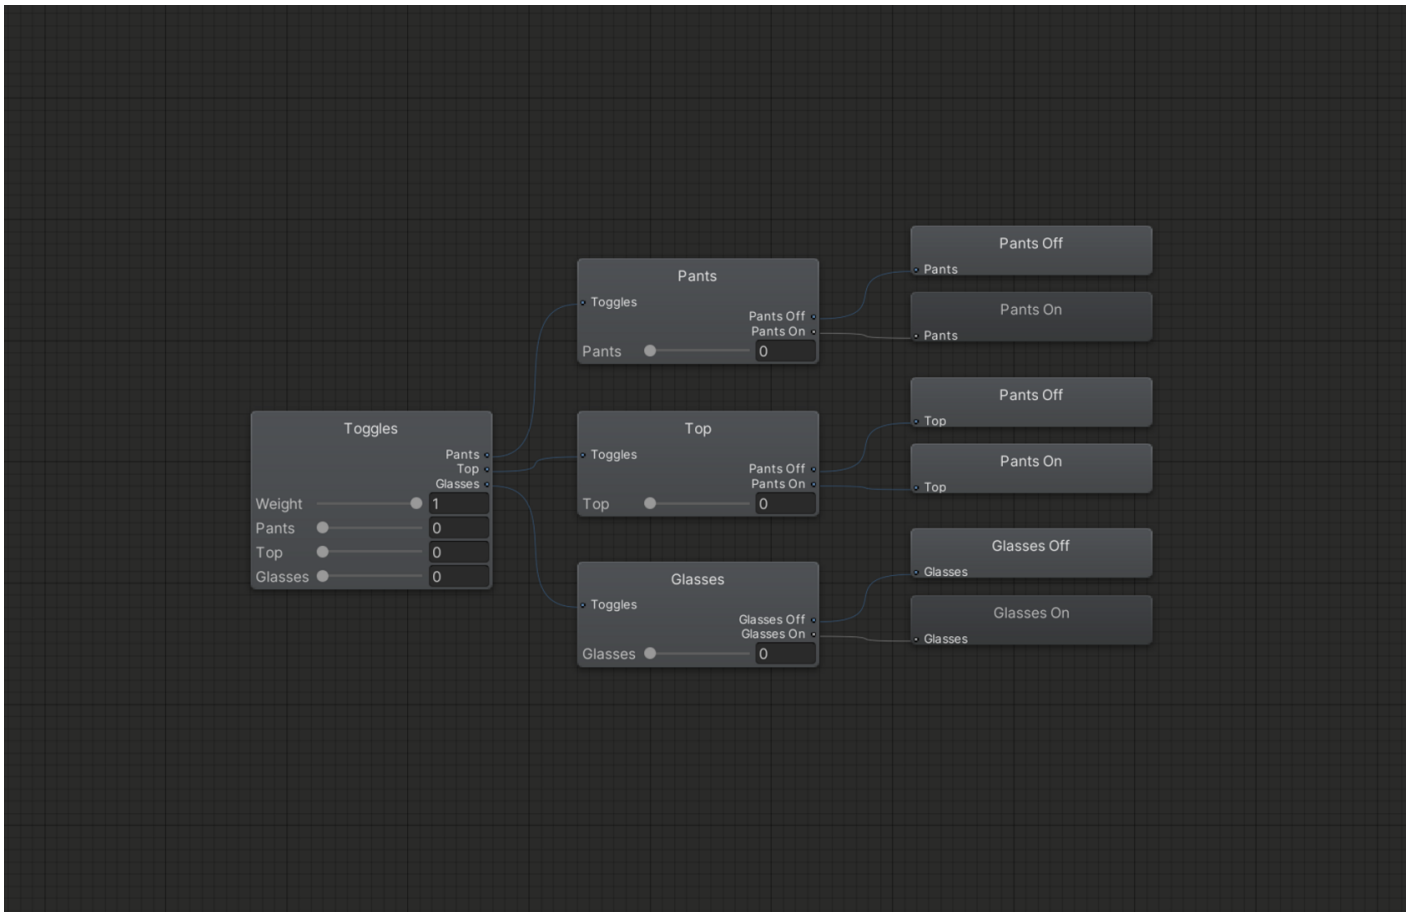 Toggles
Pants
Top
Glasses
Weight 1
Pants 0
Top 0
Glasses 0
Pants
Toggles
Pants Off
Pants On
Pants 0
Top
Toggles
Pants Off
Pants On
Top 0
Glasses
Toggles
Glasses Off
Glasses On
Glasses 0
Pants Off
Pants
Pants On
Pants
Pants Off
Top
Pants On
Top
Glasses Off
Glasses
Glasses On
Glasses